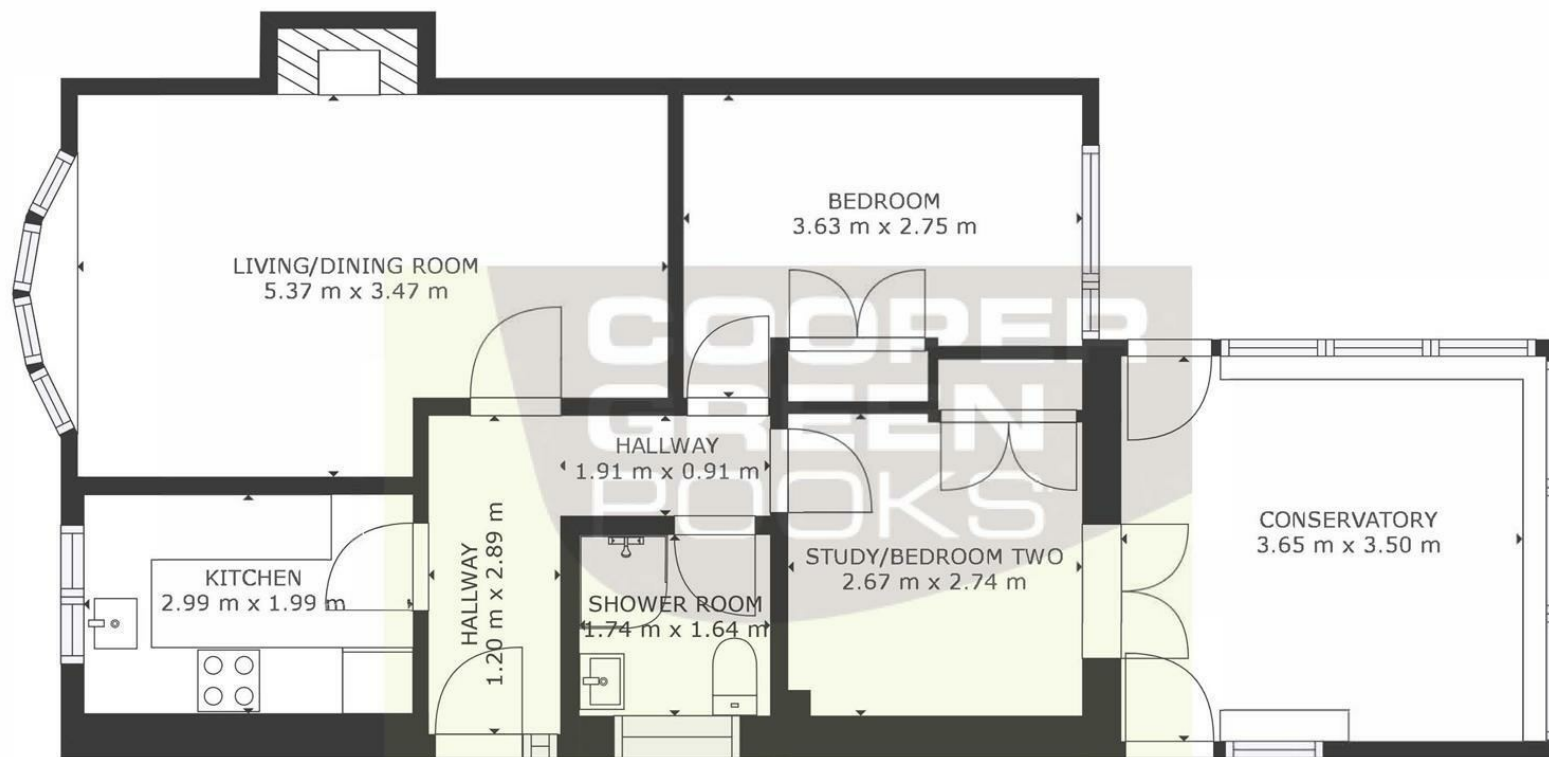 LIVING/DINING ROOM
5.37 m x 3.47 m
BEDROOM
3.63 m x 2.75 m
HALLWAY
1.91 m x 0.91 m
KITCHEN
2.99 m x 1.99 m
HALLWAY
1.20 m x 2.89 m
SHOWER ROOM
1.74 m x 1.64 m
STUDY/BEDROOM TWO
2.67 m x 2.74 m
CONSERVATORY
3.65 m x 3.50 m
COOPER
GREEN
POOKS